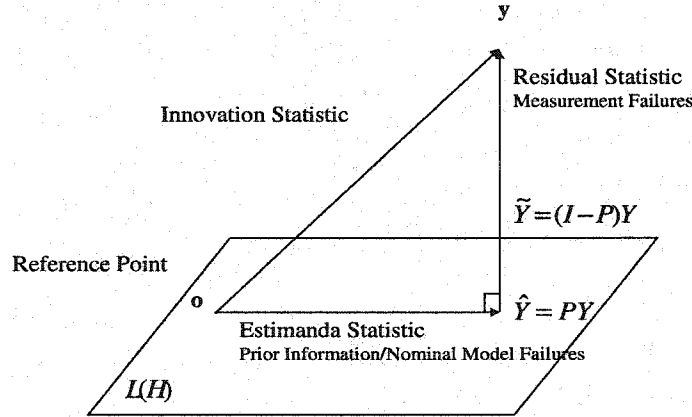 y
Residual Statistic
Measurement Failures
Innovation Statistic
Ỹ=(I−P)Y
Reference Point
o
Ŷ = PY
Estimanda Statistic
Prior Information/Nominal Model Failures
L(H)